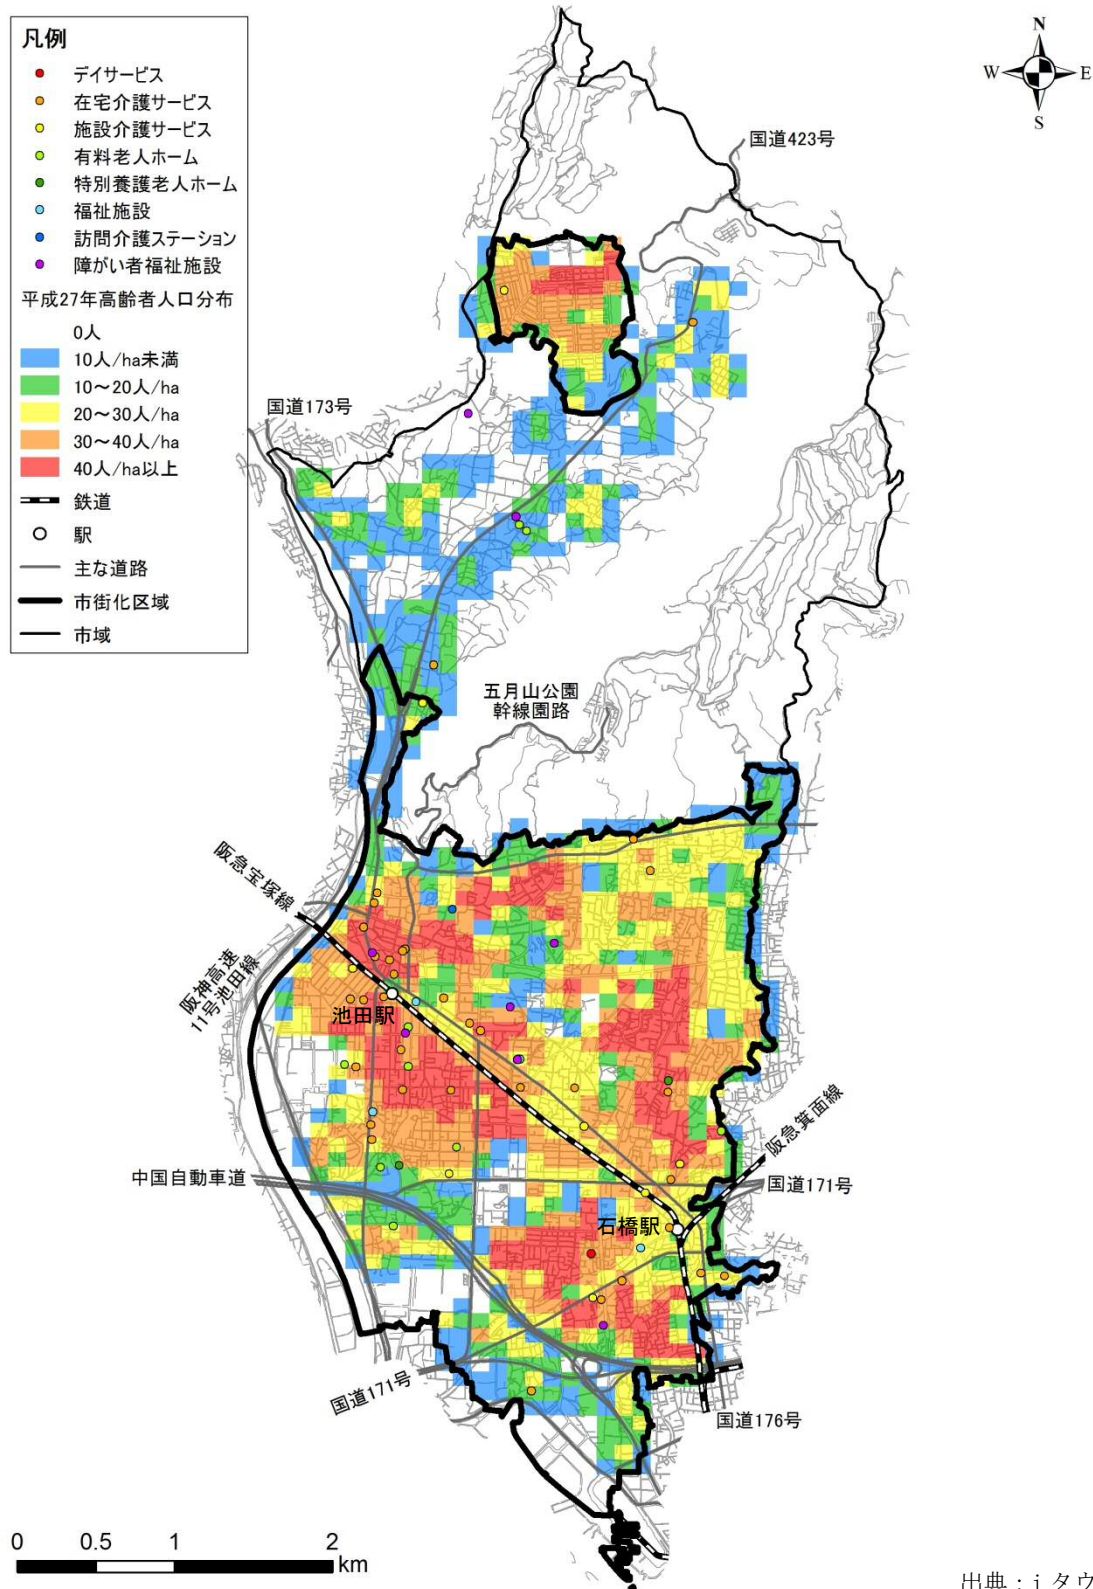 凡例
デイサービス
在宅介護サービス
施設介護サービス
有料老人ホーム
特別養護老人ホーム
福祉施設
訪問介護ステーション
障がい者福祉施設
平成27年高齢者人口分布
0人
10人/ha未満
10～20人/ha
20～30人/ha
30～40人/ha
40人/ha以上
鉄道
駅
主な道路
市街化区域
市域
N
W
E
S
国道423号
国道173号
五月山公園
幹線園路
阪急宝塚線
阪神高速
11号池田線
池田駅
阪急箕面線
中国自動車道
国道171号
石橋駅
国道171号
国道176号
0 0.5 1 2
km
出典：ｉタウ